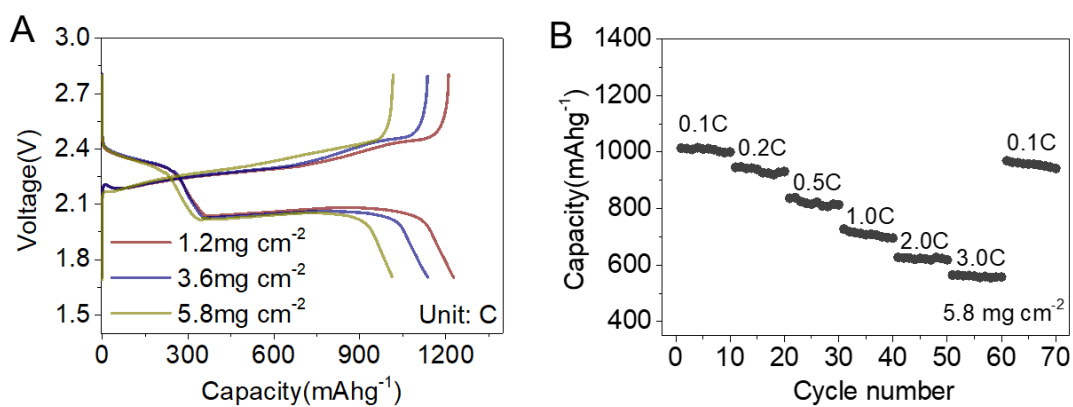 A
3.0
2.7
2.4
2.1
1.8
1.5
Voltage(V)
1.2mg cm⁻²
3.6mg cm⁻²
5.8mg cm⁻²
Unit: C
0 300 600 900 1200
Capacity(mAhg⁻¹)
B
1400
1200
1000
800
600
400
Capacity(mAhg⁻¹)
0.1C
0.2C
0.5C
1.0C
2.0C
3.0C
0.1C
5.8 mg cm⁻²
0 10 20 30 40 50 60 70
Cycle number